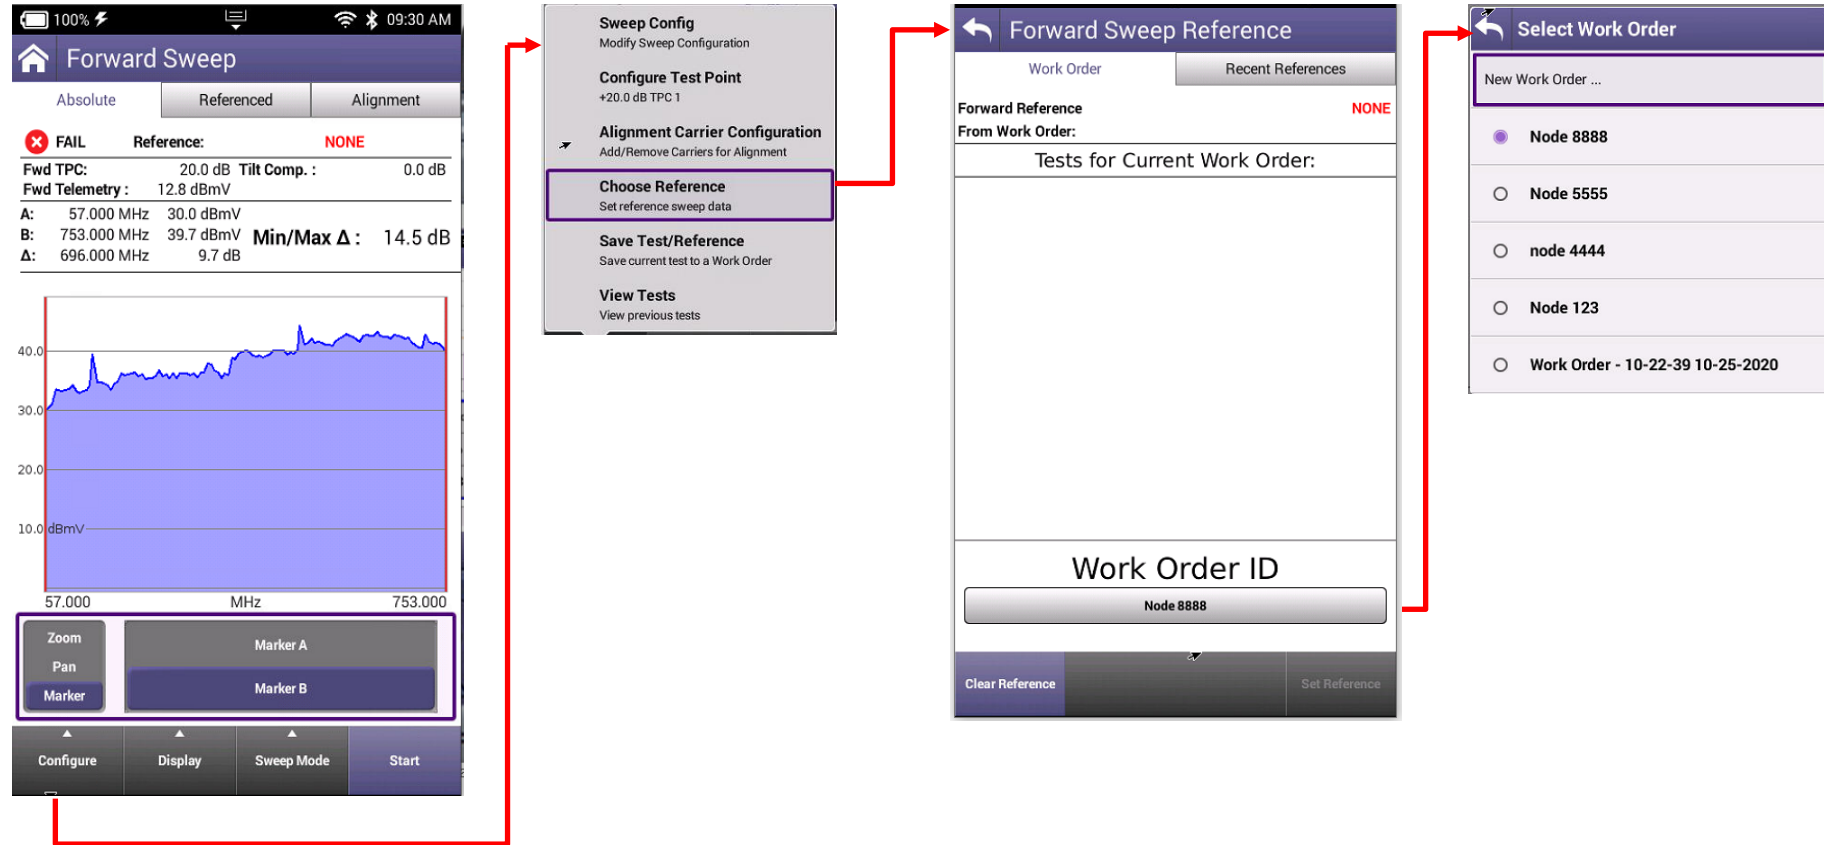 100% 09:30 AM
Forward Sweep
Absolute Referenced Alignment
FAIL Reference: NONE
Fwd TPC: 20.0 dB Tilt Comp. : 0.0 dB
Fwd Telemetry : 12.8 dBmV
A: 57.000 MHz 30.0 dBmV
B: 753.000 MHz 39.7 dBmV Min/Max Δ : 14.5 dB
Δ: 696.000 MHz 9.7 dB
40.0
30.0
20.0
10.0 dBmV
57.000 MHz 753.000
Zoom
Pan
Marker
Marker A
Marker B
Configure Display Sweep Mode Start
Sweep Config
Modify Sweep Configuration
Configure Test Point
+20.0 dB TPC 1
Alignment Carrier Configuration
Add/Remove Carriers for Alignment
Choose Reference
Set reference sweep data
Save Test/Reference
Save current test to a Work Order
View Tests
View previous tests
Forward Sweep Reference
Work Order Recent References
Forward Reference NONE
From Work Order:
Tests for Current Work Order:
Work Order ID
Node 8888
Clear Reference Set Reference
Select Work Order
New Work Order ...
Node 8888
Node 5555
node 4444
Node 123
Work Order - 10-22-39 10-25-2020